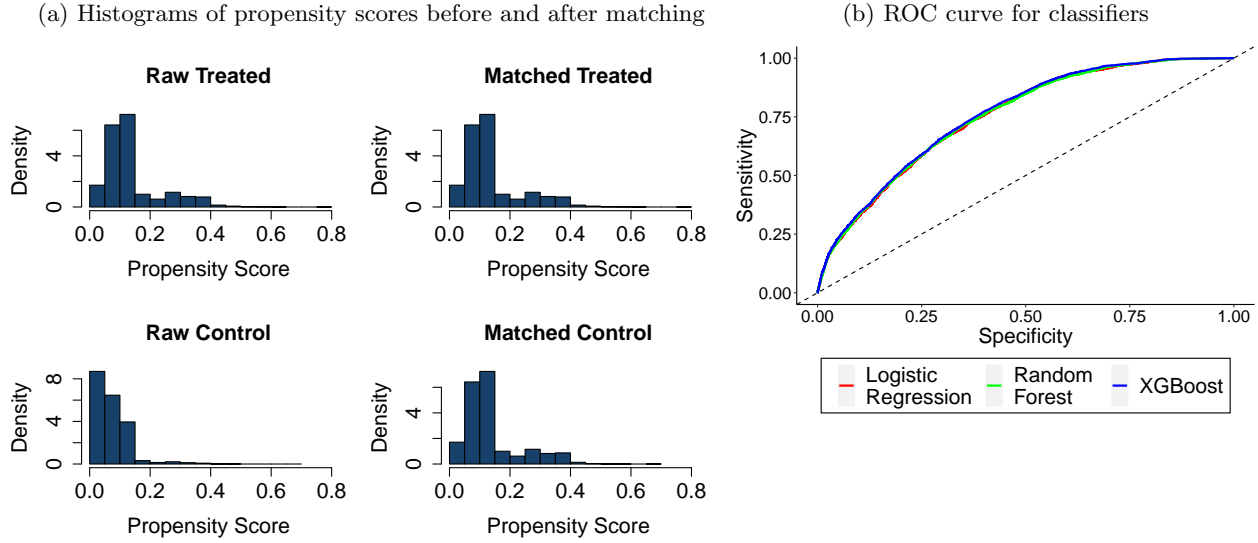 (a) Histograms of propensity scores before and after matching
Raw Treated
Density
0 4
0.0 0.2 0.4 0.6 0.8
Propensity Score
Matched Treated
Density
0 4
0.0 0.2 0.4 0.6 0.8
Propensity Score
Raw Control
Density
0 4 8
0.0 0.2 0.4 0.6 0.8
Propensity Score
Matched Control
Density
0 4
0.0 0.2 0.4 0.6 0.8
Propensity Score
(b) ROC curve for classifiers
Sensitivity
1.00
0.75
0.50
0.25
0.00
0.00 0.25 0.50 0.75 1.00
Specificity
Logistic
Regression
Random
Forest
XGBoost